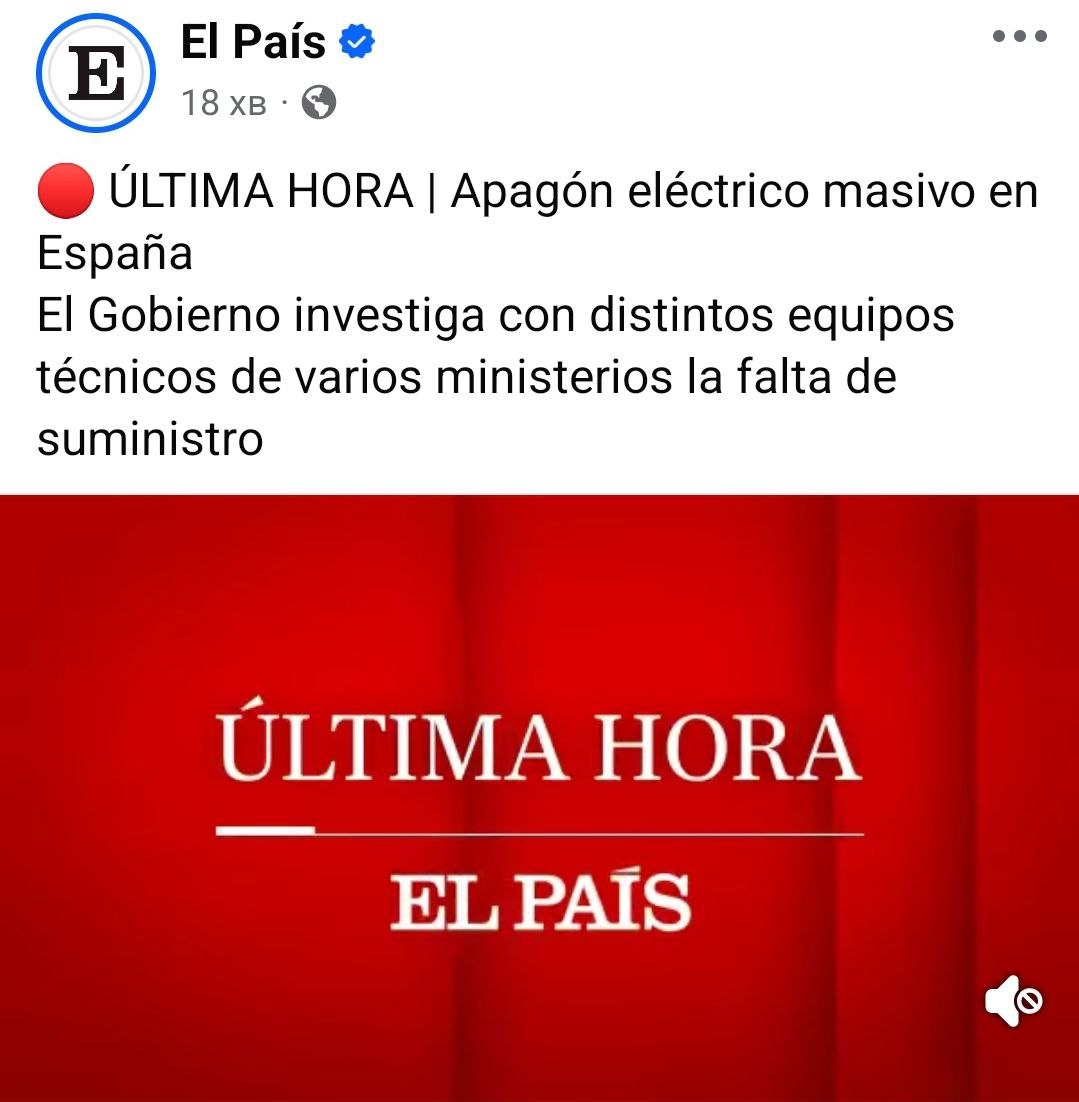 E
El País
18 хв ·
ÚLTIMA HORA | Apagón eléctrico masivo en
España
El Gobierno investiga con distintos equipos
técnicos de varios ministerios la falta de
suministro
ÚLTIMA HORA
EL PAÍS